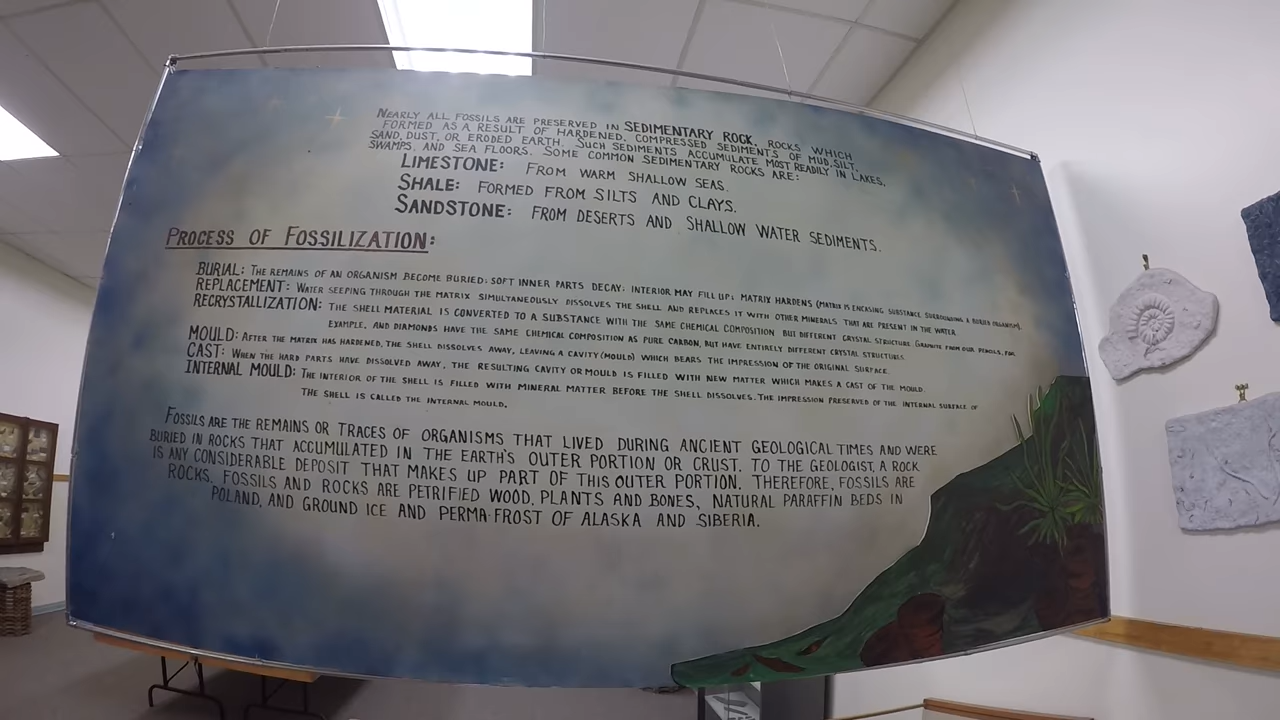 NEARLY ALL FOSSILS ARE PRESERVED IN SEDIMENTARY ROCK, ROCKS WHICH
FORMED AS A RESULT OF HARDENED, COMPRESSED SEDIMENTS OF MUD, SILT,
SAND, DUST, OR ERODED EARTH. SUCH SEDIMENTS ACCUMULATE MOST READILY IN LAKES,
SWAMPS, AND SEA FLOORS. SOME COMMON SEDIMENTARY ROCKS ARE:
LIMESTONE: FROM WARM SHALLOW SEAS.
SHALE: FORMED FROM SILTS AND CLAYS.
SANDSTONE: FROM DESERTS AND SHALLOW WATER SEDIMENTS.
PROCESS OF FOSSILIZATION:
BURIAL: THE REMAINS OF AN ORGANISM BECOME BURIED; SOFT INNER PARTS DECAY; INTERIOR MAY FILL UP; MATRIX HARDENS (MATRIX IS ENCASING SUBSTANCE SURROUNDING A BURIED ORGANISM).
REPLACEMENT: WATER SEEPING THROUGH THE MATRIX SIMULTANEOUSLY DISSOLVES THE SHELL AND REPLACES IT WITH OTHER MINERALS THAT ARE PRESENT IN THE WATER
RECRYSTALLIZATION: THE SHELL MATERIAL IS CONVERTED TO A SUBSTANCE WITH THE SAME CHEMICAL COMPOSITION BUT DIFFERENT CRYSTAL STRUCTURE. GRAPHITE FROM OUR PENCILS, FOR
EXAMPLE, AND DIAMONDS HAVE THE SAME CHEMICAL COMPOSITION AS PURE CARBON, BUT HAVE ENTIRELY DIFFERENT CRYSTAL STRUCTURES.
MOULD: AFTER THE MATRIX HAS HARDENED, THE SHELL DISSOLVES AWAY, LEAVING A CAVITY (MOULD) WHICH BEARS THE IMPRESSION OF THE ORIGINAL SURFACE.
CAST: WHEN THE HARD PARTS HAVE DISSOLVED AWAY, THE RESULTING CAVITY OR MOULD IS FILLED WITH NEW MATTER WHICH MAKES A CAST OF THE MOULD.
INTERNAL MOULD: THE INTERIOR OF THE SHELL IS FILLED WITH MINERAL MATTER BEFORE THE SHELL DISSOLVES. THE IMPRESSION PRESERVED OF THE INTERNAL SURFACE OF
THE SHELL IS CALLED THE INTERNAL MOULD.
FOSSILS ARE THE REMAINS OR TRACES OF ORGANISMS THAT LIVED DURING ANCIENT GEOLOGICAL TIMES AND WERE
BURIED IN ROCKS THAT ACCUMULATED IN THE EARTH'S OUTER PORTION OR CRUST. TO THE GEOLOGIST, A ROCK
IS ANY CONSIDERABLE DEPOSIT THAT MAKES UP PART OF THIS OUTER PORTION. THEREFORE, FOSSILS ARE
ROCKS. FOSSILS AND ROCKS ARE PETRIFIED WOOD, PLANTS AND BONES, NATURAL PARAFFIN BEDS IN
POLAND, AND GROUND ICE AND PERMA-FROST OF ALASKA AND SIBERIA.